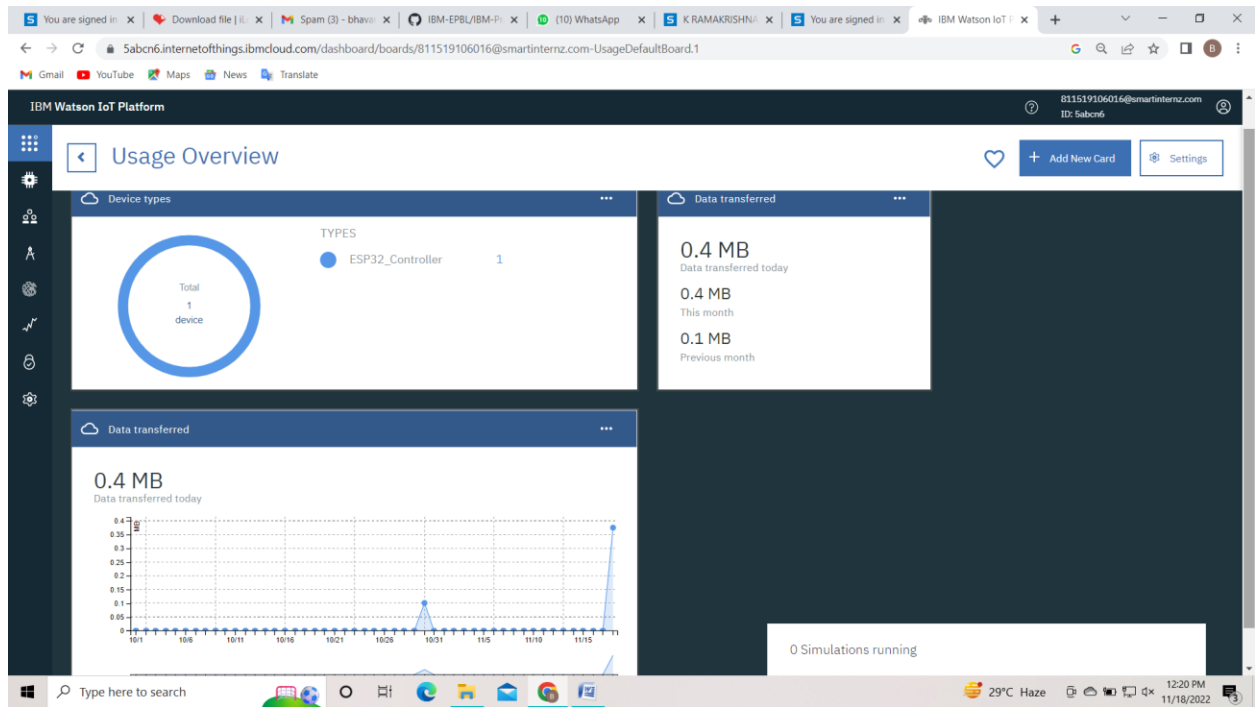 You are signed in
Download file | iL
Spam (3) - bhava
IBM-EPBL/IBM-Pr
(10) WhatsApp
K RAMAKRISHNA
You are signed in
IBM Watson IoT P
5abcn6.internetofthings.ibmcloud.com/dashboard/boards/811519106016@smartinternz.com-UsageDefaultBoard.1
B
Gmail
YouTube
Maps
News
Translate
IBM Watson IoT Platform
811519106016@smartinternz.com
ID: 5abcn6
Usage Overview
+ Add New Card
Settings
Device types
Total
1
device
TYPES
ESP32_Controller 1
Data transferred
0.4 MB
Data transferred today
0.4 MB
This month
0.1 MB
Previous month
Data transferred
0.4 MB
Data transferred today
MB
0.4
0.35
0.3
0.25
0.2
0.15
0.1
0.05
0
10/1 10/6 10/11 10/16 10/21 10/26 10/31 11/5 11/10 11/15
0 Simulations running
Type here to search
29°C Haze
12:20 PM
11/18/2022
3